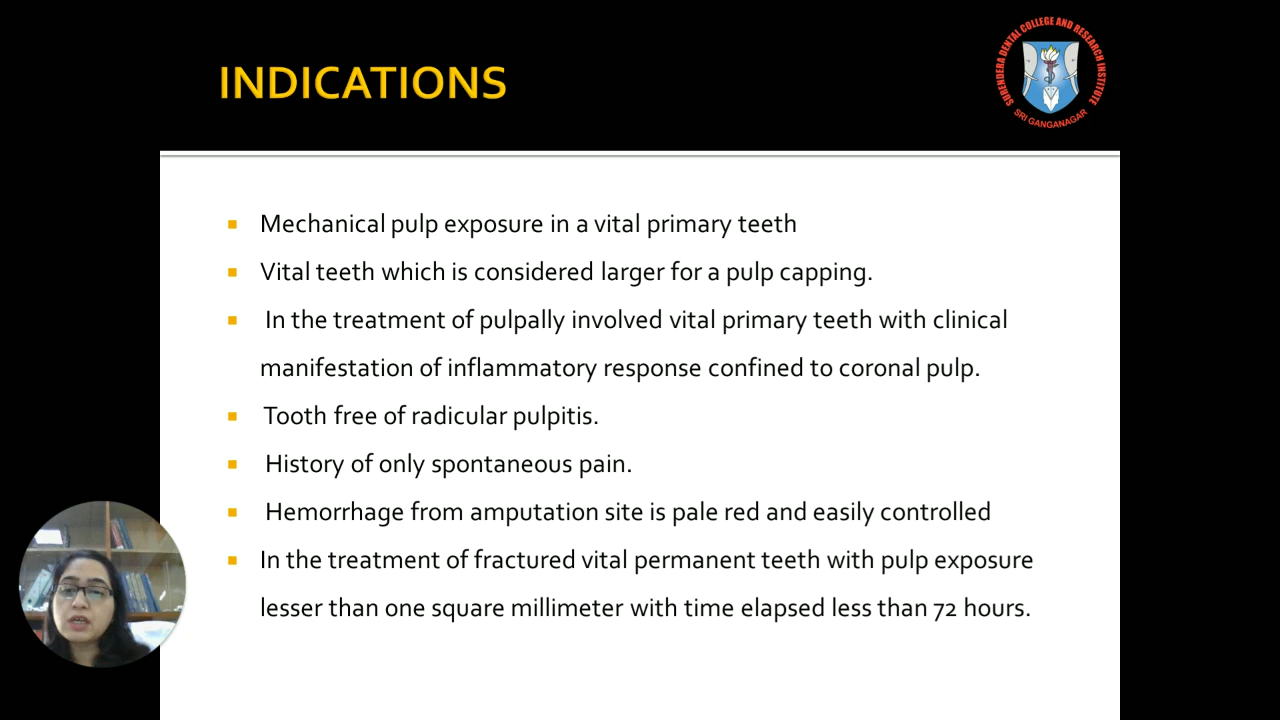 INDICATIONS
SURENDERA DENTAL COLLEGE AND RESEARCH INSTITUTE
SRI GANGANAGAR
Mechanical pulp exposure in a vital primary teeth
Vital teeth which is considered larger for a pulp capping.
In the treatment of pulpally involved vital primary teeth with clinical
manifestation of inflammatory response confined to coronal pulp.
Tooth free of radicular pulpitis.
History of only spontaneous pain.
Hemorrhage from amputation site is pale red and easily controlled
In the treatment of fractured vital permanent teeth with pulp exposure
lesser than one square millimeter with time elapsed less than 72 hours.